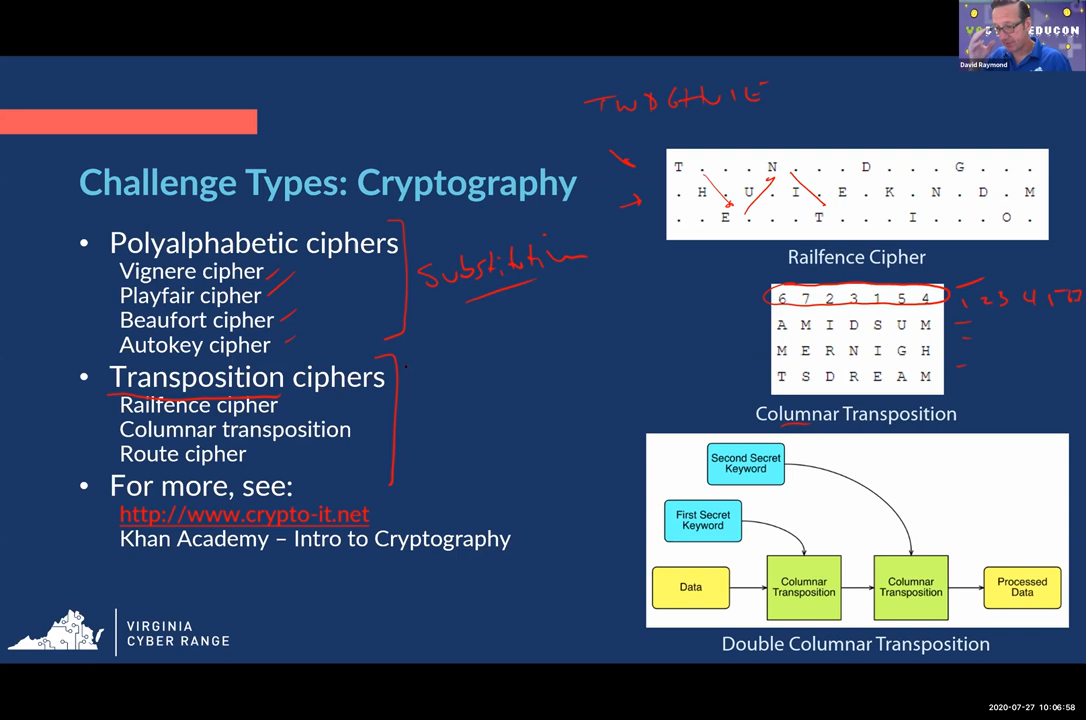 David Raymond
EDUCON
TWDGHNIE
Challenge Types: Cryptography
• Polyalphabetic ciphers
Vignere cipher
Playfair cipher
Beaufort cipher
Autokey cipher
Substitution
• Transposition ciphers
Railfence cipher
Columnar transposition
Route cipher
• For more, see:
http://www.crypto-it.net
Khan Academy – Intro to Cryptography
VIRGINIA
CYBER RANGE
T . . . N . . . D . . . G . . .
. H . U . I . E . K . N . D . M
. . E . . . T . . . I . . . O .
Railfence Cipher
6 7 2 3 1 5 4
A M I D S U M
M E R N I G H
T S D R E A M
Columnar Transposition
Second Secret
Keyword
First Secret
Keyword
Data
Columnar
Transposition
Columnar
Transposition
Processed
Data
Double Columnar Transposition
2020-07-27 10:06:58